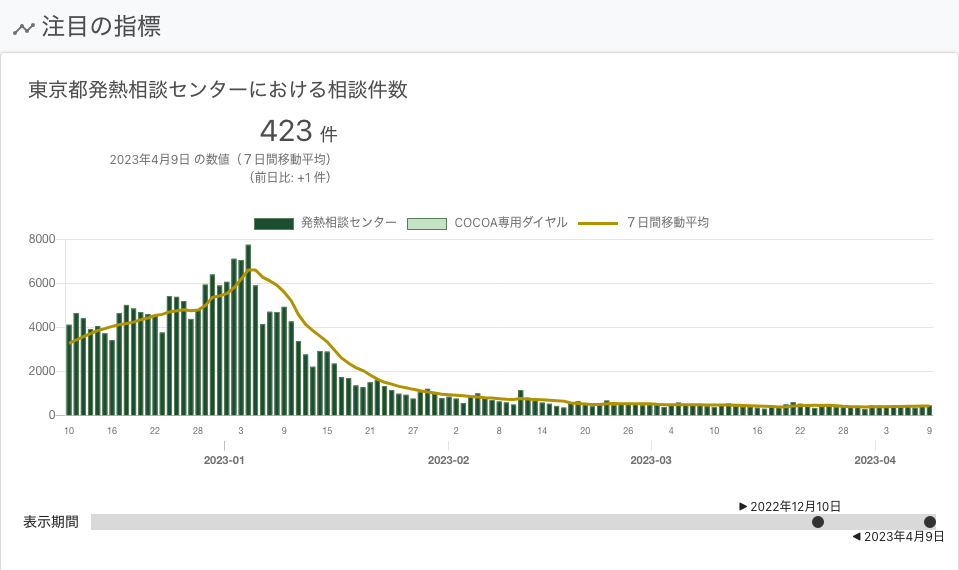 注目の指標
東京都発熱相談センターにおける相談件数
423 件
2023年4月9日 の数値（７日間移動平均）
（前日比: +1 件）
発熱相談センター COCOA専用ダイヤル ７日間移動平均
8000
6000
4000
2000
0
10 16 22 28 3 9 15 21 27 2 8 14 20 26 4 10 16 22 28 3 9
2023-01 2023-02 2023-03 2023-04
2022年12月10日
表示期間
2023年4月9日